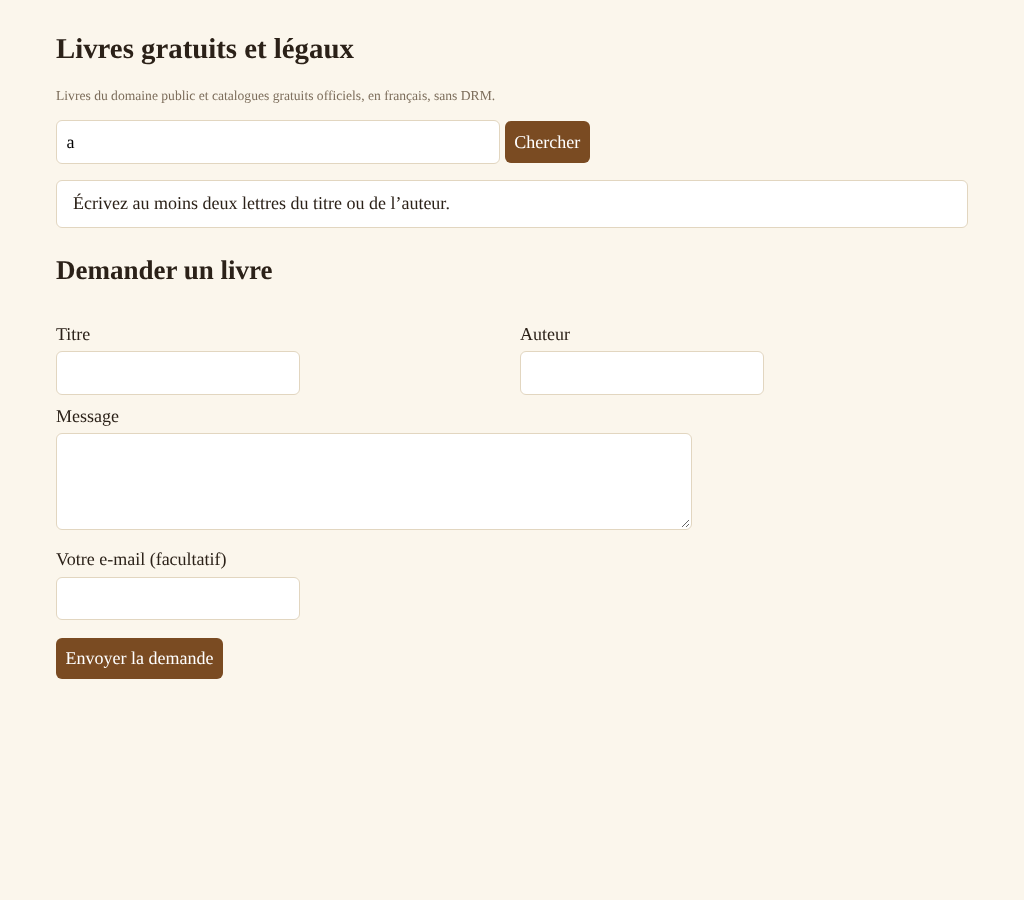 Livres gratuits et légaux
Livres du domaine public et catalogues gratuits officiels, en français, sans DRM.
a
Chercher
Écrivez au moins deux lettres du titre ou de l’auteur.
Demander un livre
Titre
Auteur
Message
Votre e-mail (facultatif)
Envoyer la demande